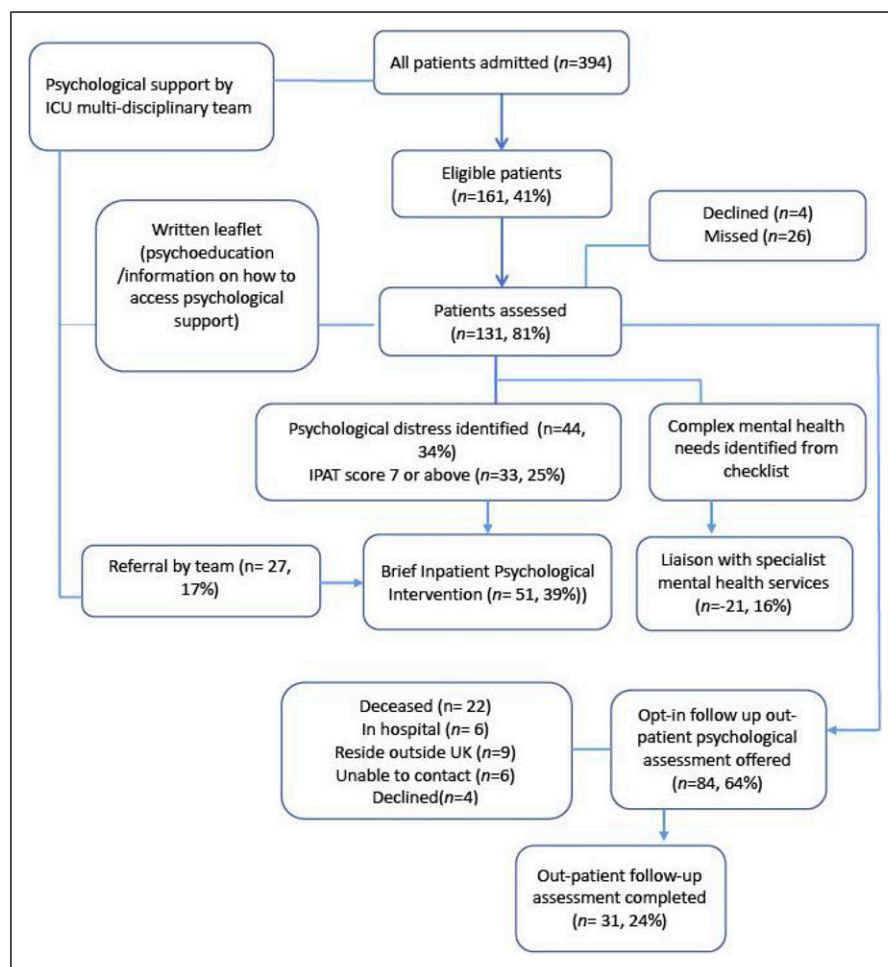 All patients admitted (n=394)
Psychological support by
ICU multi-disciplinary team
Eligible patients
(n=161, 41%)
Declined (n=4)
Missed (n=26)
Written leaflet
(psychoeducation
/information on how to
access psychological
support)
Patients assessed
(n=131, 81%)
Psychological distress identified (n=44,
34%)
IPAT score 7 or above (n=33, 25%)
Complex mental health
needs identified from
checklist
Referral by team (n= 27,
17%)
Brief Inpatient Psychological
Intervention (n= 51, 39%))
Liaison with specialist
mental health services
(n=-21, 16%)
Deceased (n= 22)
In hospital (n= 6)
Reside outside UK (n=9)
Unable to contact (n=6)
Declined(n=4)
Opt-in follow up out-
patient psychological
assessment offered
(n=84, 64%)
Out-patient follow-up
assessment completed
(n= 31, 24%)